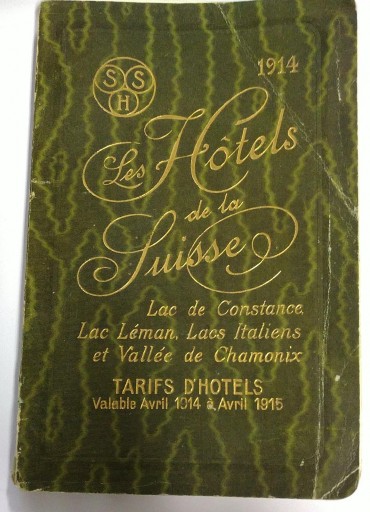 S S
H
1914
Les Hôtels
de la
Suisse
Lac de Constance,
Lac Léman, Lacs Italiens
et Vallée de Chamonix
TARIFS D'HOTELS
Valable Avril 1914 à Avril 1915